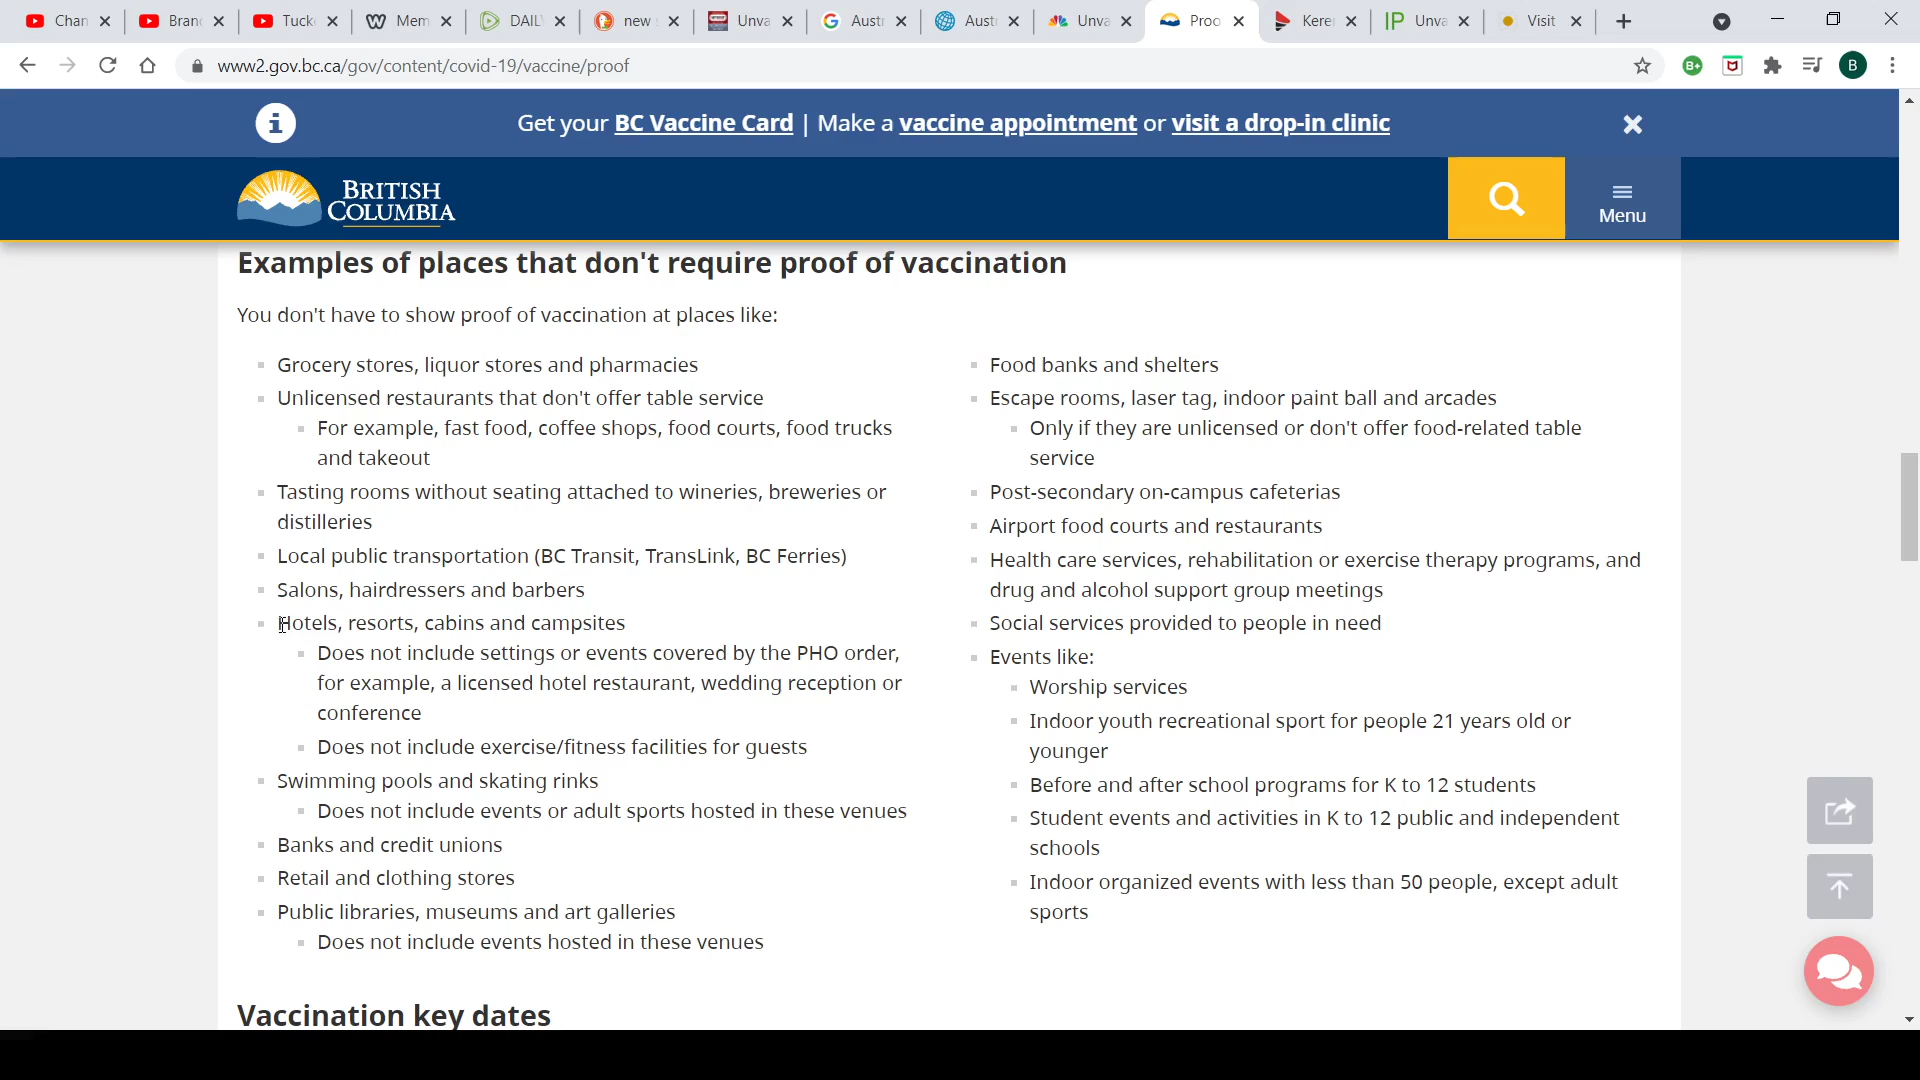 Chan
Branc
Tuck
Mem
DAIL
new
Unva
Austr
Austr
Unva
Proo
Kere
Unva
Visit
www2.gov.bc.ca/gov/content/covid-19/vaccine/proof
B+
B
Get your BC Vaccine Card | Make a vaccine appointment or visit a drop-in clinic
BRITISH
COLUMBIA
Menu
Examples of places that don't require proof of vaccination
You don't have to show proof of vaccination at places like:
Grocery stores, liquor stores and pharmacies
Unlicensed restaurants that don't offer table service
For example, fast food, coffee shops, food courts, food trucks
and takeout
Tasting rooms without seating attached to wineries, breweries or
distilleries
Local public transportation (BC Transit, TransLink, BC Ferries)
Salons, hairdressers and barbers
Hotels, resorts, cabins and campsites
Does not include settings or events covered by the PHO order,
for example, a licensed hotel restaurant, wedding reception or
conference
Does not include exercise/fitness facilities for guests
Swimming pools and skating rinks
Does not include events or adult sports hosted in these venues
Banks and credit unions
Retail and clothing stores
Public libraries, museums and art galleries
Does not include events hosted in these venues
Food banks and shelters
Escape rooms, laser tag, indoor paint ball and arcades
Only if they are unlicensed or don't offer food-related table
service
Post-secondary on-campus cafeterias
Airport food courts and restaurants
Health care services, rehabilitation or exercise therapy programs, and
drug and alcohol support group meetings
Social services provided to people in need
Events like:
Worship services
Indoor youth recreational sport for people 21 years old or
younger
Before and after school programs for K to 12 students
Student events and activities in K to 12 public and independent
schools
Indoor organized events with less than 50 people, except adult
sports
Vaccination key dates